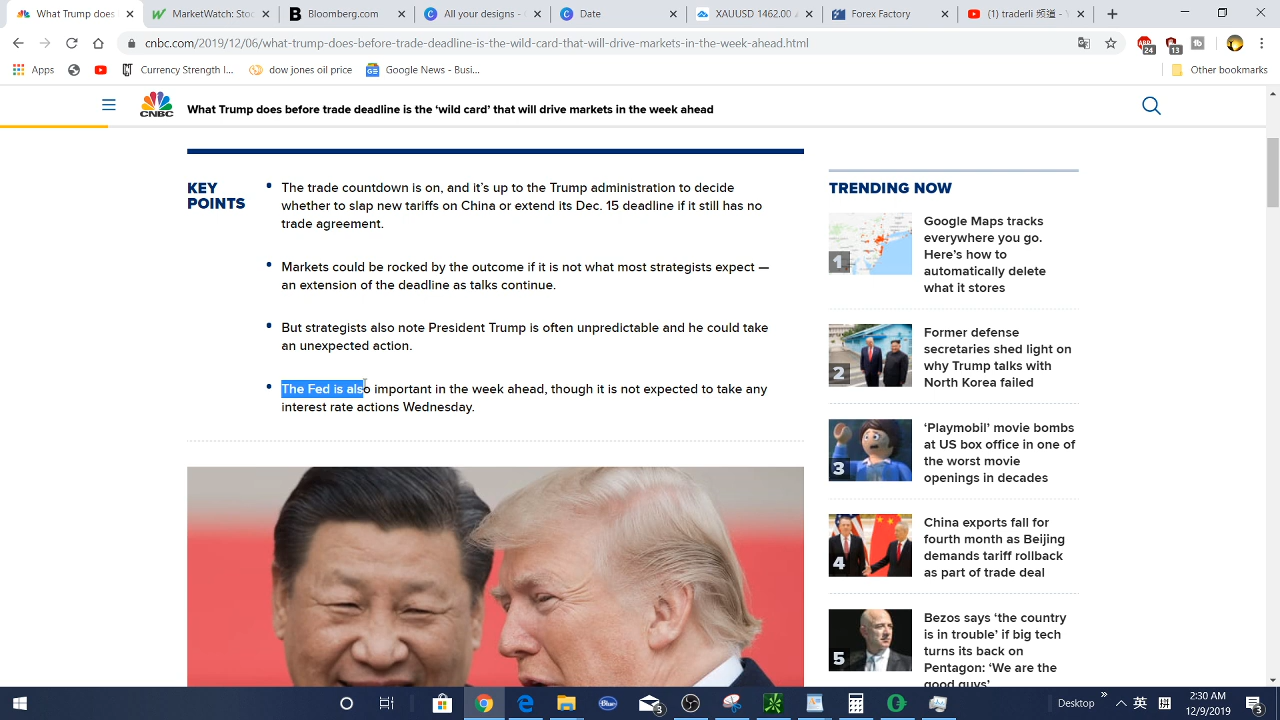 What Trump
W Forex Factory
B
Calendar
C Date
XAUUSD 1462.00
(1)
cnbc.com/2019/12/06/what-trump-does-before-trade-deadline-is-the-wild-card-that-will-drive-markets-in-the-week-ahead.html
ABP
24
13
tb
Apps
Currency Strength I...
dow jones oil price
Google News - Busi...
Other bookmarks
CNBC
What Trump does before trade deadline is the ‘wild card’ that will drive markets in the week ahead
KEY
POINTS
The trade countdown is on, and it’s up to the Trump administration to decide
whether to slap new tariffs on China or extend its Dec. 15 deadline if it still has no
trade agreement.
Markets could be rocked by the outcome if it is not what most strategists expect —
an extension of the deadline as talks continue.
But strategists also note President Trump is often unpredictable and he could take
an unexpected action.
The Fed is also important in the week ahead, though it is not expected to take any
interest rate actions Wednesday.
TRENDING NOW
1
Google Maps tracks
everywhere you go.
Here’s how to
automatically delete
what it stores
2
Former defense
secretaries shed light on
why Trump talks with
North Korea failed
3
‘Playmobil’ movie bombs
at US box office in one of
the worst movie
openings in decades
4
China exports fall for
fourth month as Beijing
demands tariff rollback
as part of trade deal
5
Bezos says ‘the country
is in trouble’ if big tech
turns its back on
Pentagon: ‘We are the
good guys’
3
Desktop
英
拼
2:30 AM
12/9/2019
3